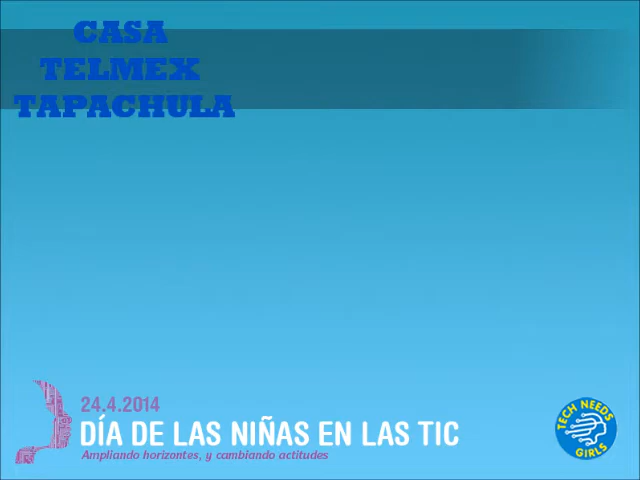 CASA
TELMEX
TAPACHULA
24.4.2014
DÍA DE LAS NIÑAS EN LAS TIC
Ampliando horizontes, y cambiando actitudes
TECH NEEDS
GIRLS